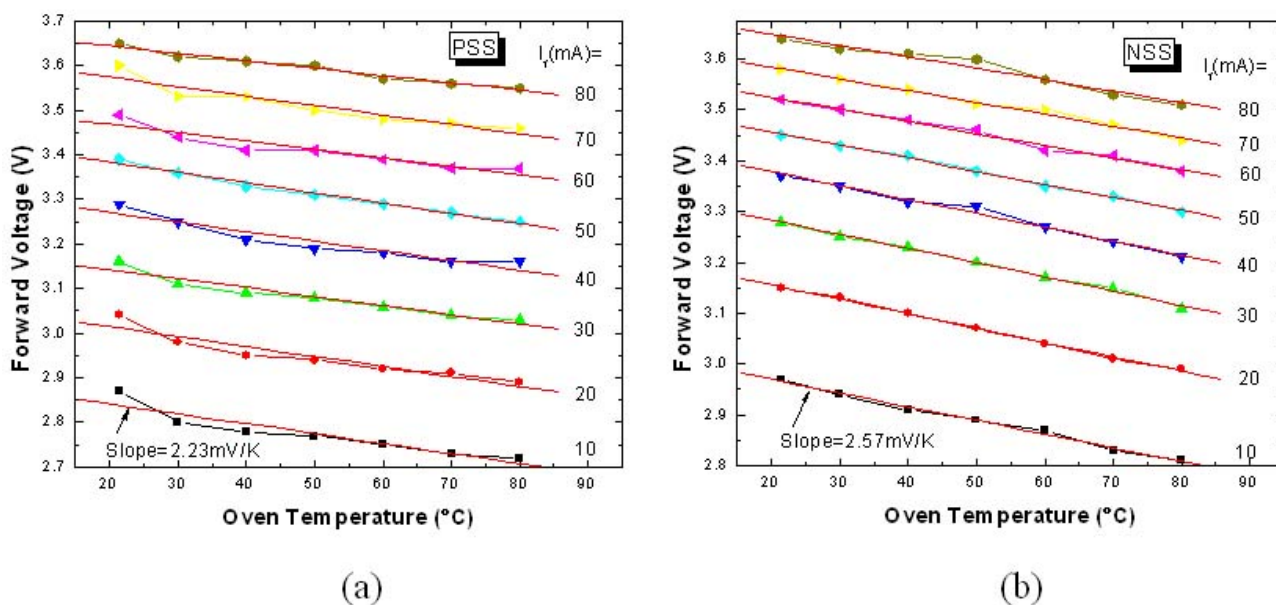 PSS
I_f(mA)=
3.7
3.6
3.5
3.4
3.3
3.2
3.1
3.0
2.9
2.8
2.7
80
70
60
50
40
30
20
10
Slope=2.23mV/K
20 30 40 50 60 70 80 90
Forward Voltage (V)
Oven Temperature (°C)
(a)
NSS
I_f(mA)=
3.6
3.5
3.4
3.3
3.2
3.1
3.0
2.9
2.8
80
70
60
50
40
30
20
10
Slope=2.57mV/K
20 30 40 50 60 70 80 90
Forward Voltage (V)
Oven Temperature (°C)
(b)